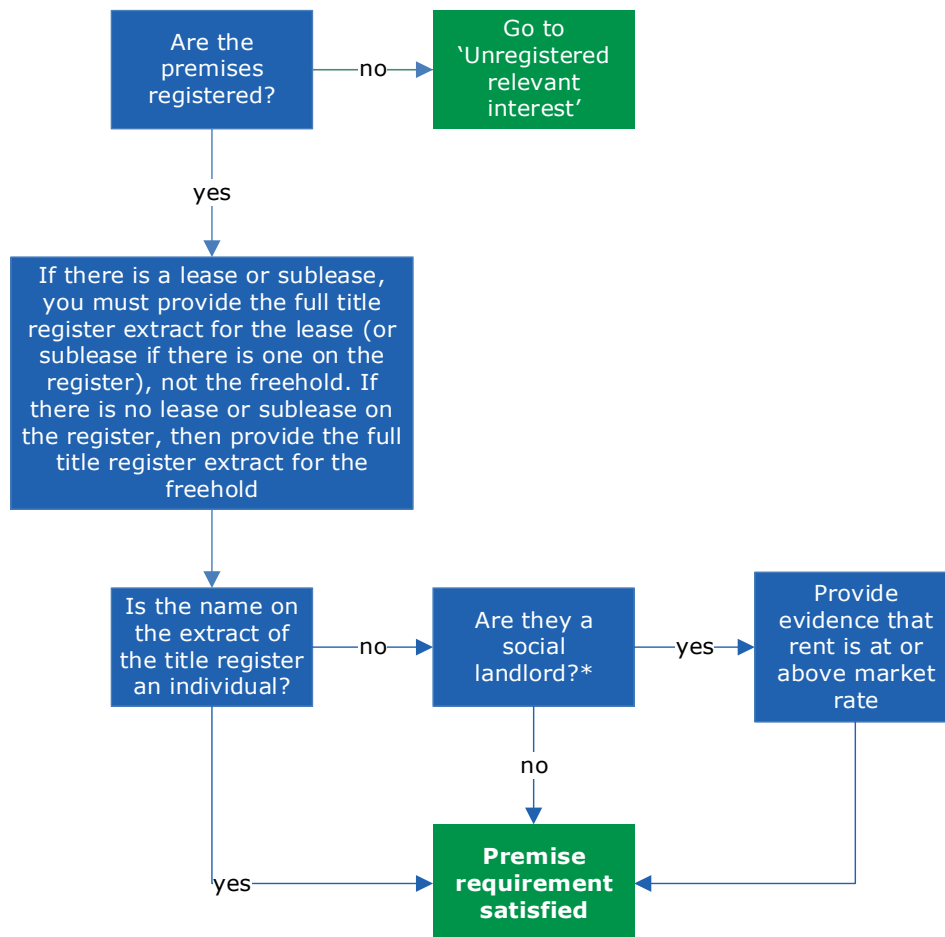 Are the
premises
registered?
no
Go to
‘Unregistered
relevant
interest’
yes
If there is a lease or sublease,
you must provide the full title
register extract for the lease (or
sublease if there is one on the
register), not the freehold. If
there is no lease or sublease on
the register, then provide the full
title register extract for the
freehold
Is the name on
the extract of
the title register
an individual?
no
Are they a
social
landlord?*
yes
Provide
evidence that
rent is at or
above market
rate
no
yes
Premise
requirement
satisfied